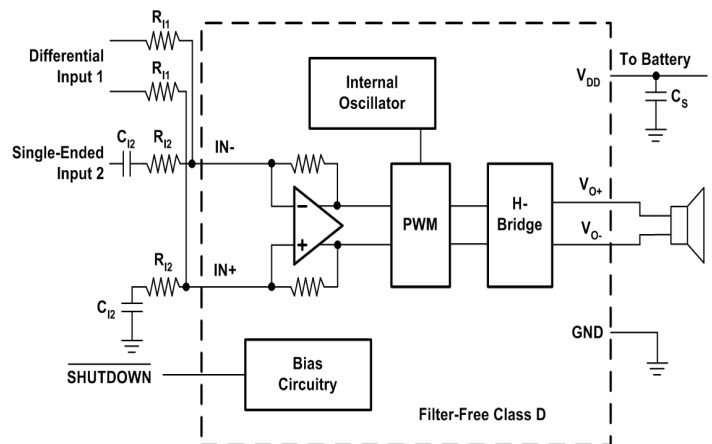 R_I1
Differential
Input 1
R_I1
C_I2
R_I2
Single-Ended
Input 2
IN-
R_I2
IN+
C_I2
SHUTDOWN
Internal
Oscillator
−
+
PWM
H-
Bridge
Bias
Circuitry
Filter-Free Class D
To Battery
V_DD
C_S
V_O+
V_O-
GND